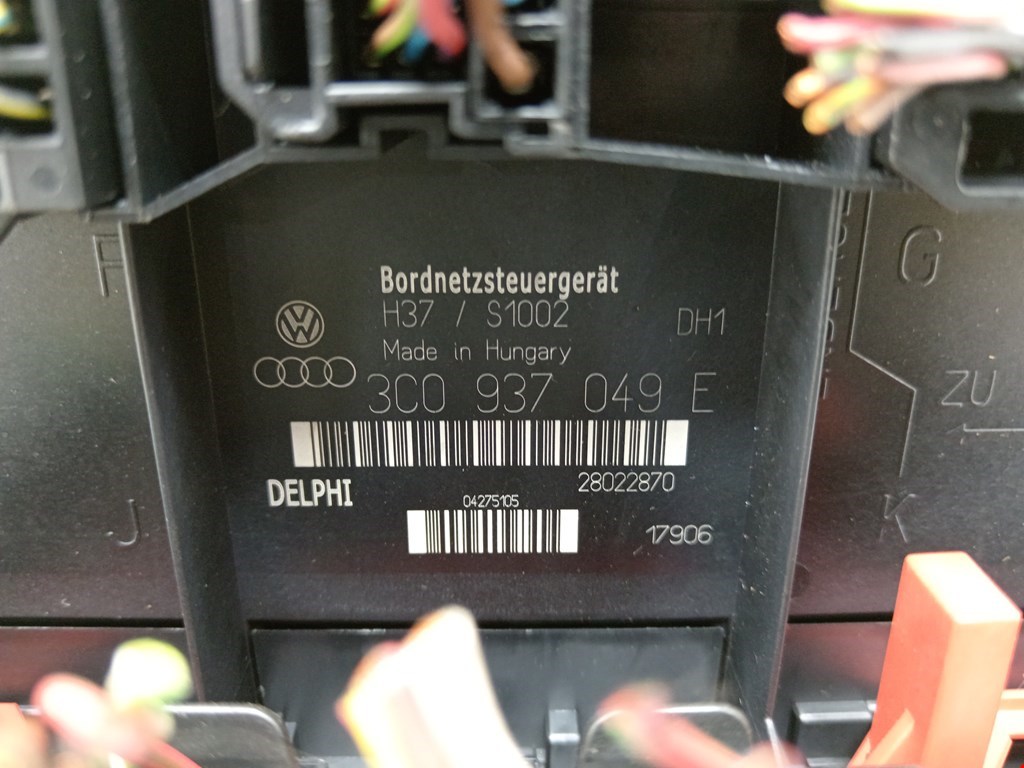 F
G
Bordnetzsteuergerät
H37 / S1002
DH1
Made in Hungary
3C0 937 049 E
ZU
DELPHI
28022870
04275105
17906
J
K